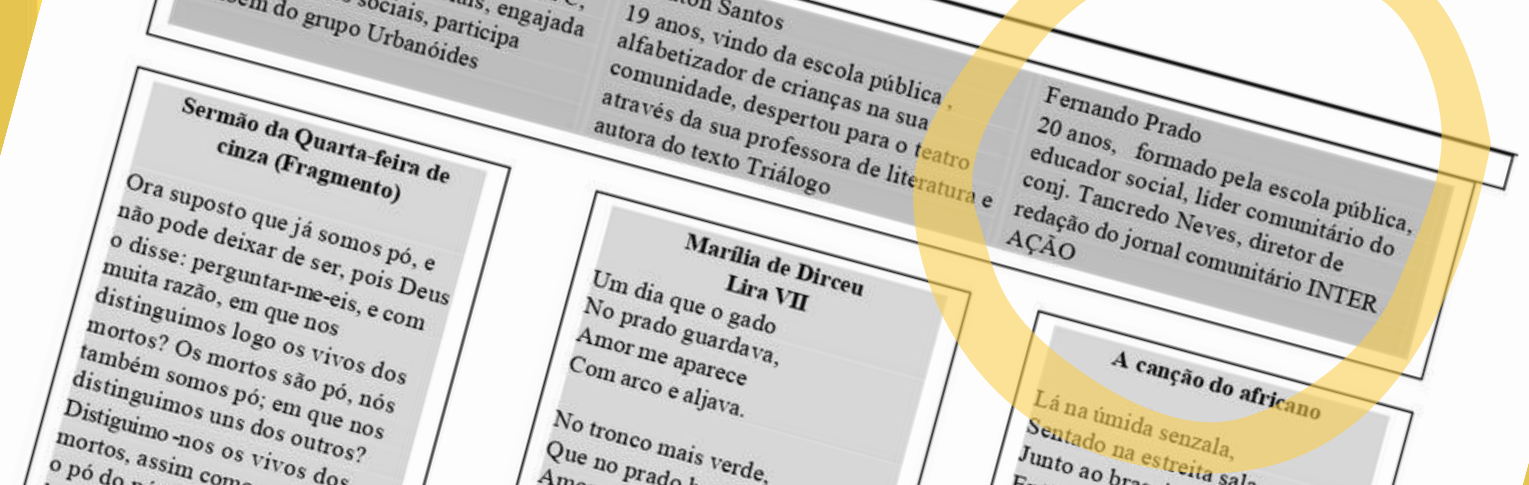 sociais, participa
do grupo Urbanóides
engajada
Santos
19 anos, vindo da escola pública ,
alfabetizador de crianças na sua
comunidade, despertou para o teatro
através da sua professora de literatura e
autora do texto Triálogo
Fernando Prado
20 anos, formado pela escola pública,
educador social, líder comunitário do
conj. Tancredo Neves, diretor de
redação do jornal comunitário INTER
AÇÃO
Sermão da Quarta-feira de
cinza (Fragmento)
Ora suposto que já somos pó, e
não pode deixar de ser, pois Deus
o disse: perguntar-me-eis, e com
muita razão, em que nos
distinguimos logo os vivos dos
mortos? Os mortos são pó, nós
também somos pó; em que nos
distinguimos uns dos outros?
Distiguimo-nos os vivos dos
mortos, assim como
o pó do
Marília de Dirceu
Lira VII
Um dia que o gado
No prado guardava,
Amor me aparece
Com arco e aljava.
No tronco mais verde,
Que no prado
A canção do africano
Lá na úmida senzala,
Sentado na estreita sala
Junto ao